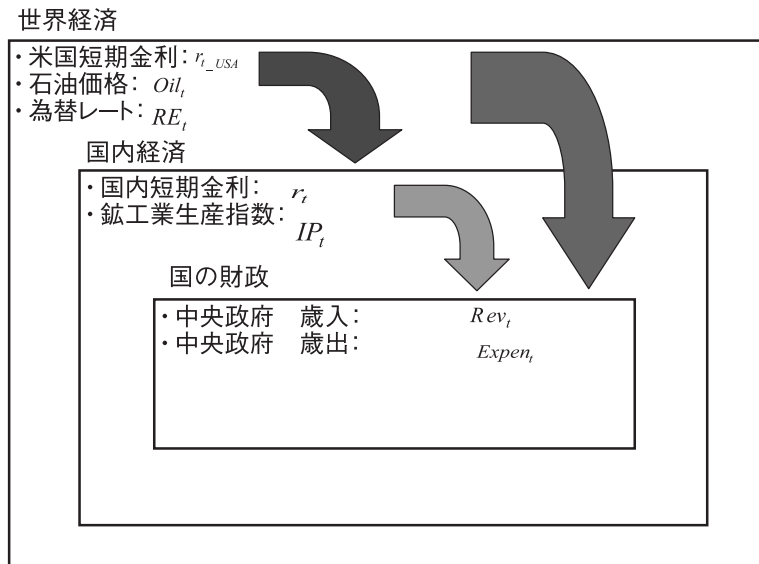 世界経済
・米国短期金利： r_{t_USA}
・石油価格： Oil_t
・為替レート： RE_t
国内経済
・国内短期金利： r_t
・鉱工業生産指数： IP_t
国の財政
・中央政府　歳入： Rev_t
・中央政府　歳出： Expen_t